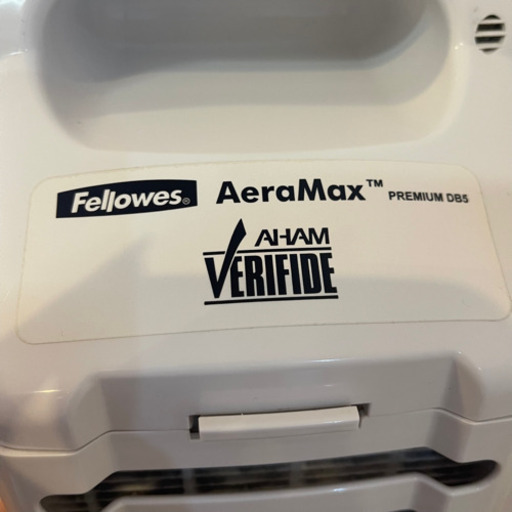 Fellowes® AeraMax™ PREMIUM DB5
AHAM
VERIFIDE